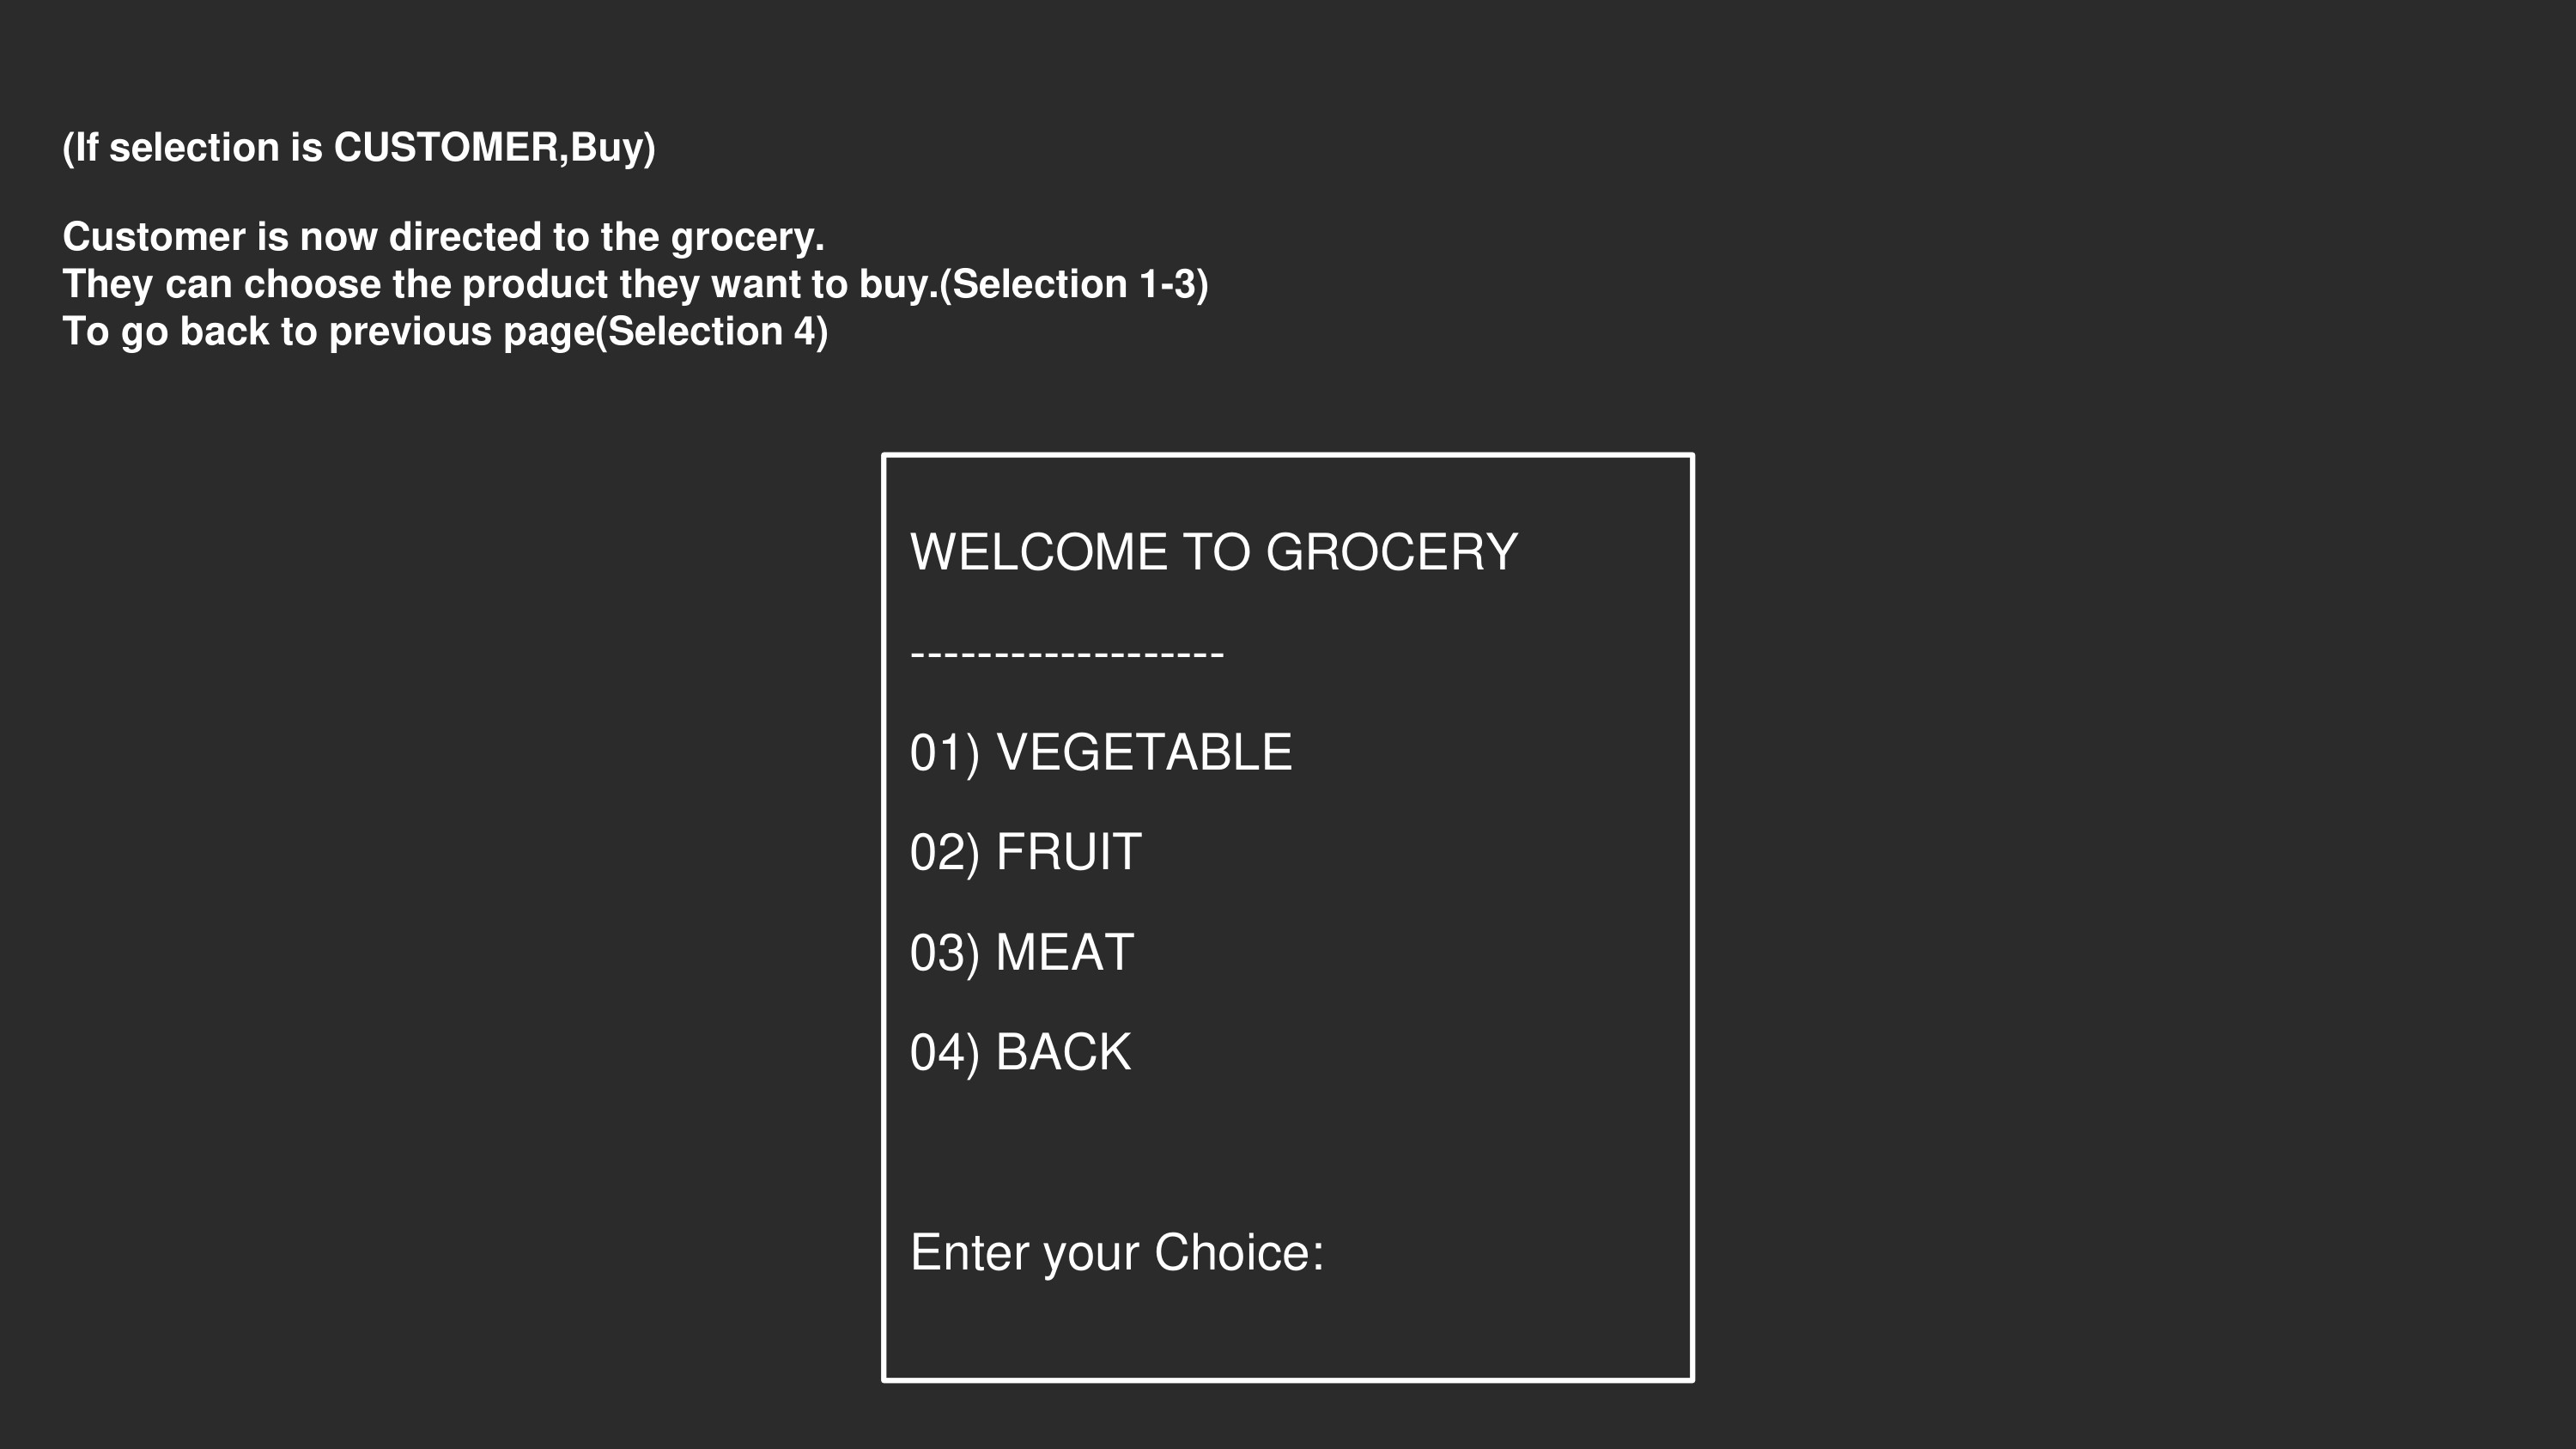 (If selection is CUSTOMER,Buy)
Customer is now directed to the grocery.
They can choose the product they want to buy.(Selection 1-3)
To go back to previous page(Selection 4)
WELCOME TO GROCERY
-------------------
01) VEGETABLE
02) FRUIT
03) MEAT
04) BACK
Enter your Choice: